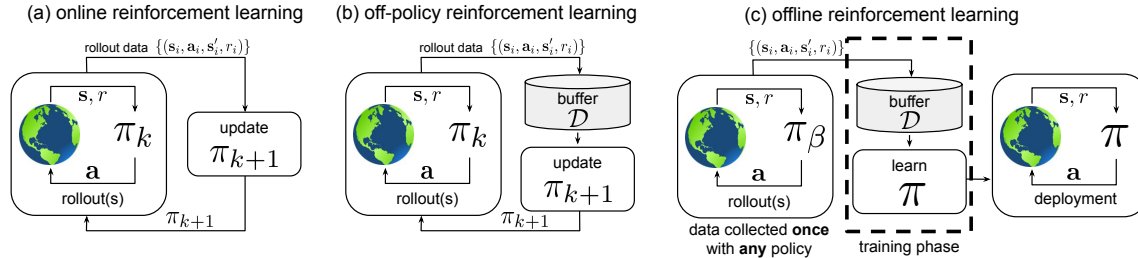 (a) online reinforcement learning
rollout data {(s_i, a_i, s'_i, r_i)}
s, r
π_k
a
rollout(s)
update
π_{k+1}
π_{k+1}
(b) off-policy reinforcement learning
rollout data {(s_i, a_i, s'_i, r_i)}
s, r
π_k
a
rollout(s)
buffer
D
update
π_{k+1}
π_{k+1}
(c) offline reinforcement learning
{(s_i, a_i, s'_i, r_i)}
s, r
π_β
a
rollout(s)
data collected once
with any policy
buffer
D
learn
π
training phase
s, r
π
a
deployment